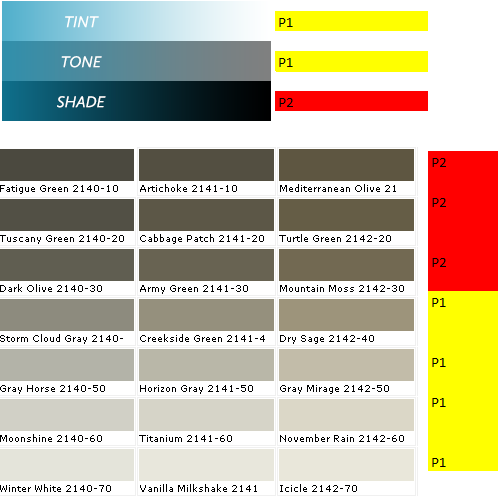 TINT P1
TONE P1
SHADE P2
Fatigue Green 2140-10 Artichoke 2141-10 Mediterranean Olive 21 P2
Tuscany Green 2140-20 Cabbage Patch 2141-20 Turtle Green 2142-20 P2
Dark Olive 2140-30 Army Green 2141-30 Mountain Moss 2142-30 P2
Storm Cloud Gray 2140- Creekside Green 2141-4 Dry Sage 2142-40 P1
Gray Horse 2140-50 Horizon Gray 2141-50 Gray Mirage 2142-50 P1
Moonshine 2140-60 Titanium 2141-60 November Rain 2142-60 P1
Winter White 2140-70 Vanilla Milkshake 2141 Icicle 2142-70 P1